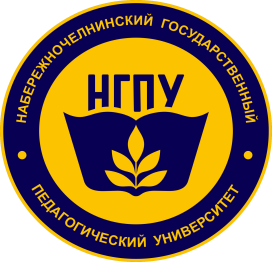 НАБЕРЕЖНОЧЕЛНИНСКИЙ ГОСУДАРСТВЕННЫЙ
НГПУ
ПЕДАГОГИЧЕСКИЙ УНИВЕРСИТЕТ